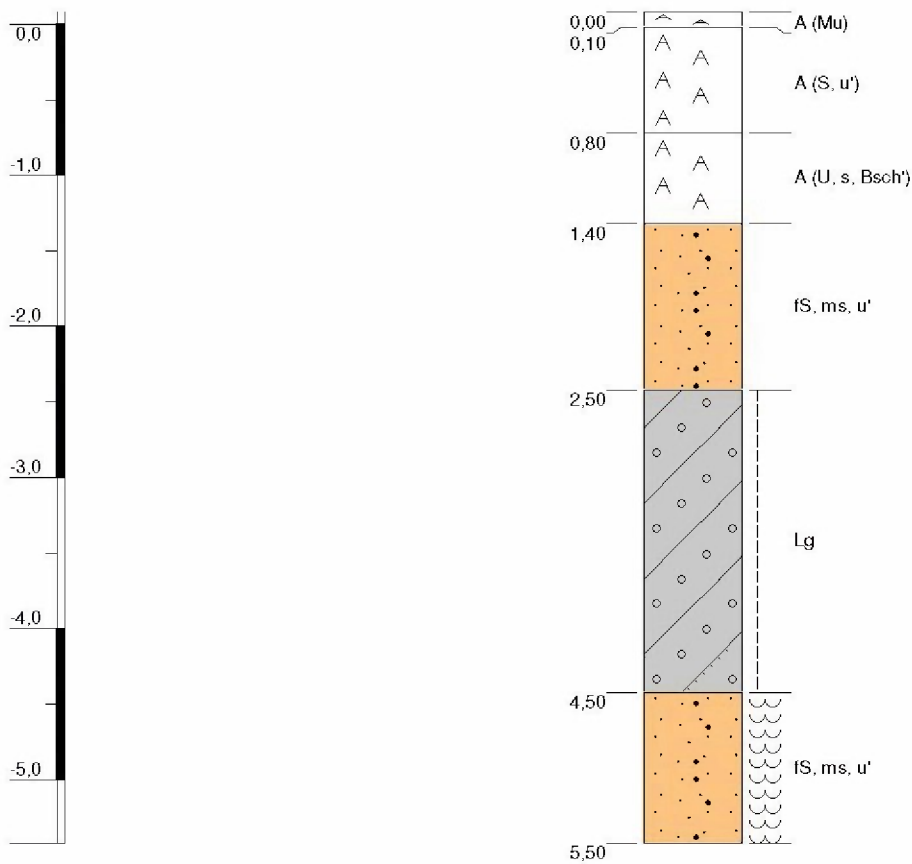 0,0
-1,0
-2,0
-3,0
-4,0
-5,0
0,00
A (Mu)
0,10
A (S, u')
0,80
A (U, s, Bsch')
1,40
fS, ms, u'
2,50
Lg
4,50
fS, ms, u'
5,50